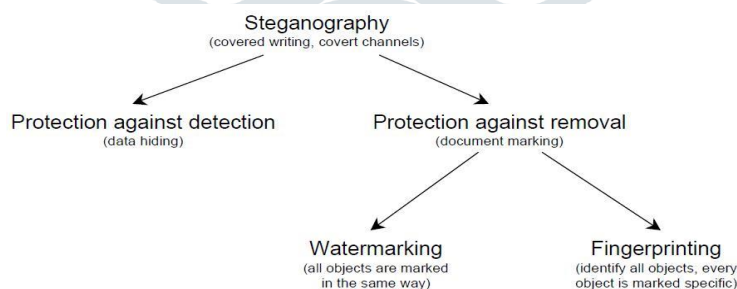 Steganography
(covered writing, covert channels)
Protection against detection
(data hiding)
Protection against removal
(document marking)
Watermarking
(all objects are marked
in the same way)
Fingerprinting
(identify all objects, every
object is marked specific)